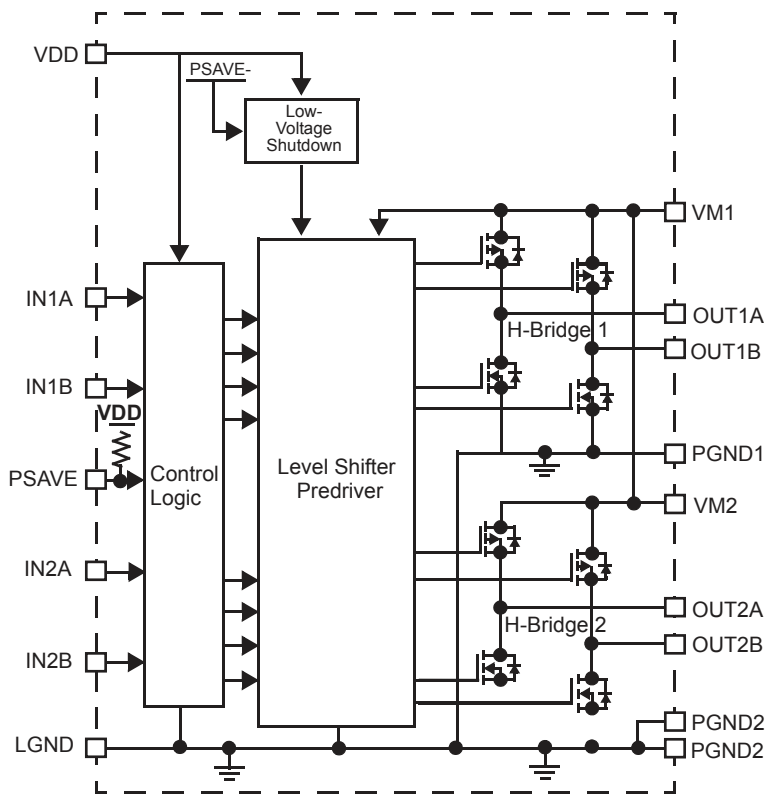 VDD
PSAVE-
Low-
Voltage
Shutdown
VM1
IN1A
OUT1A
H-Bridge 1
OUT1B
IN1B
VDD
PGND1
PSAVE
Control
Logic
Level Shifter
Predriver
VM2
IN2A
OUT2A
H-Bridge 2
OUT2B
IN2B
PGND2
LGND
PGND2